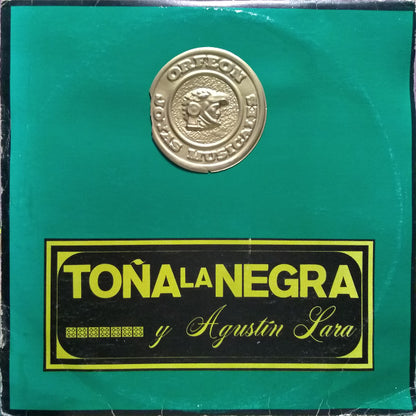 ORFEON
JOYAS MUSICALES
TOÑA LA NEGRA
y Agustín Lara